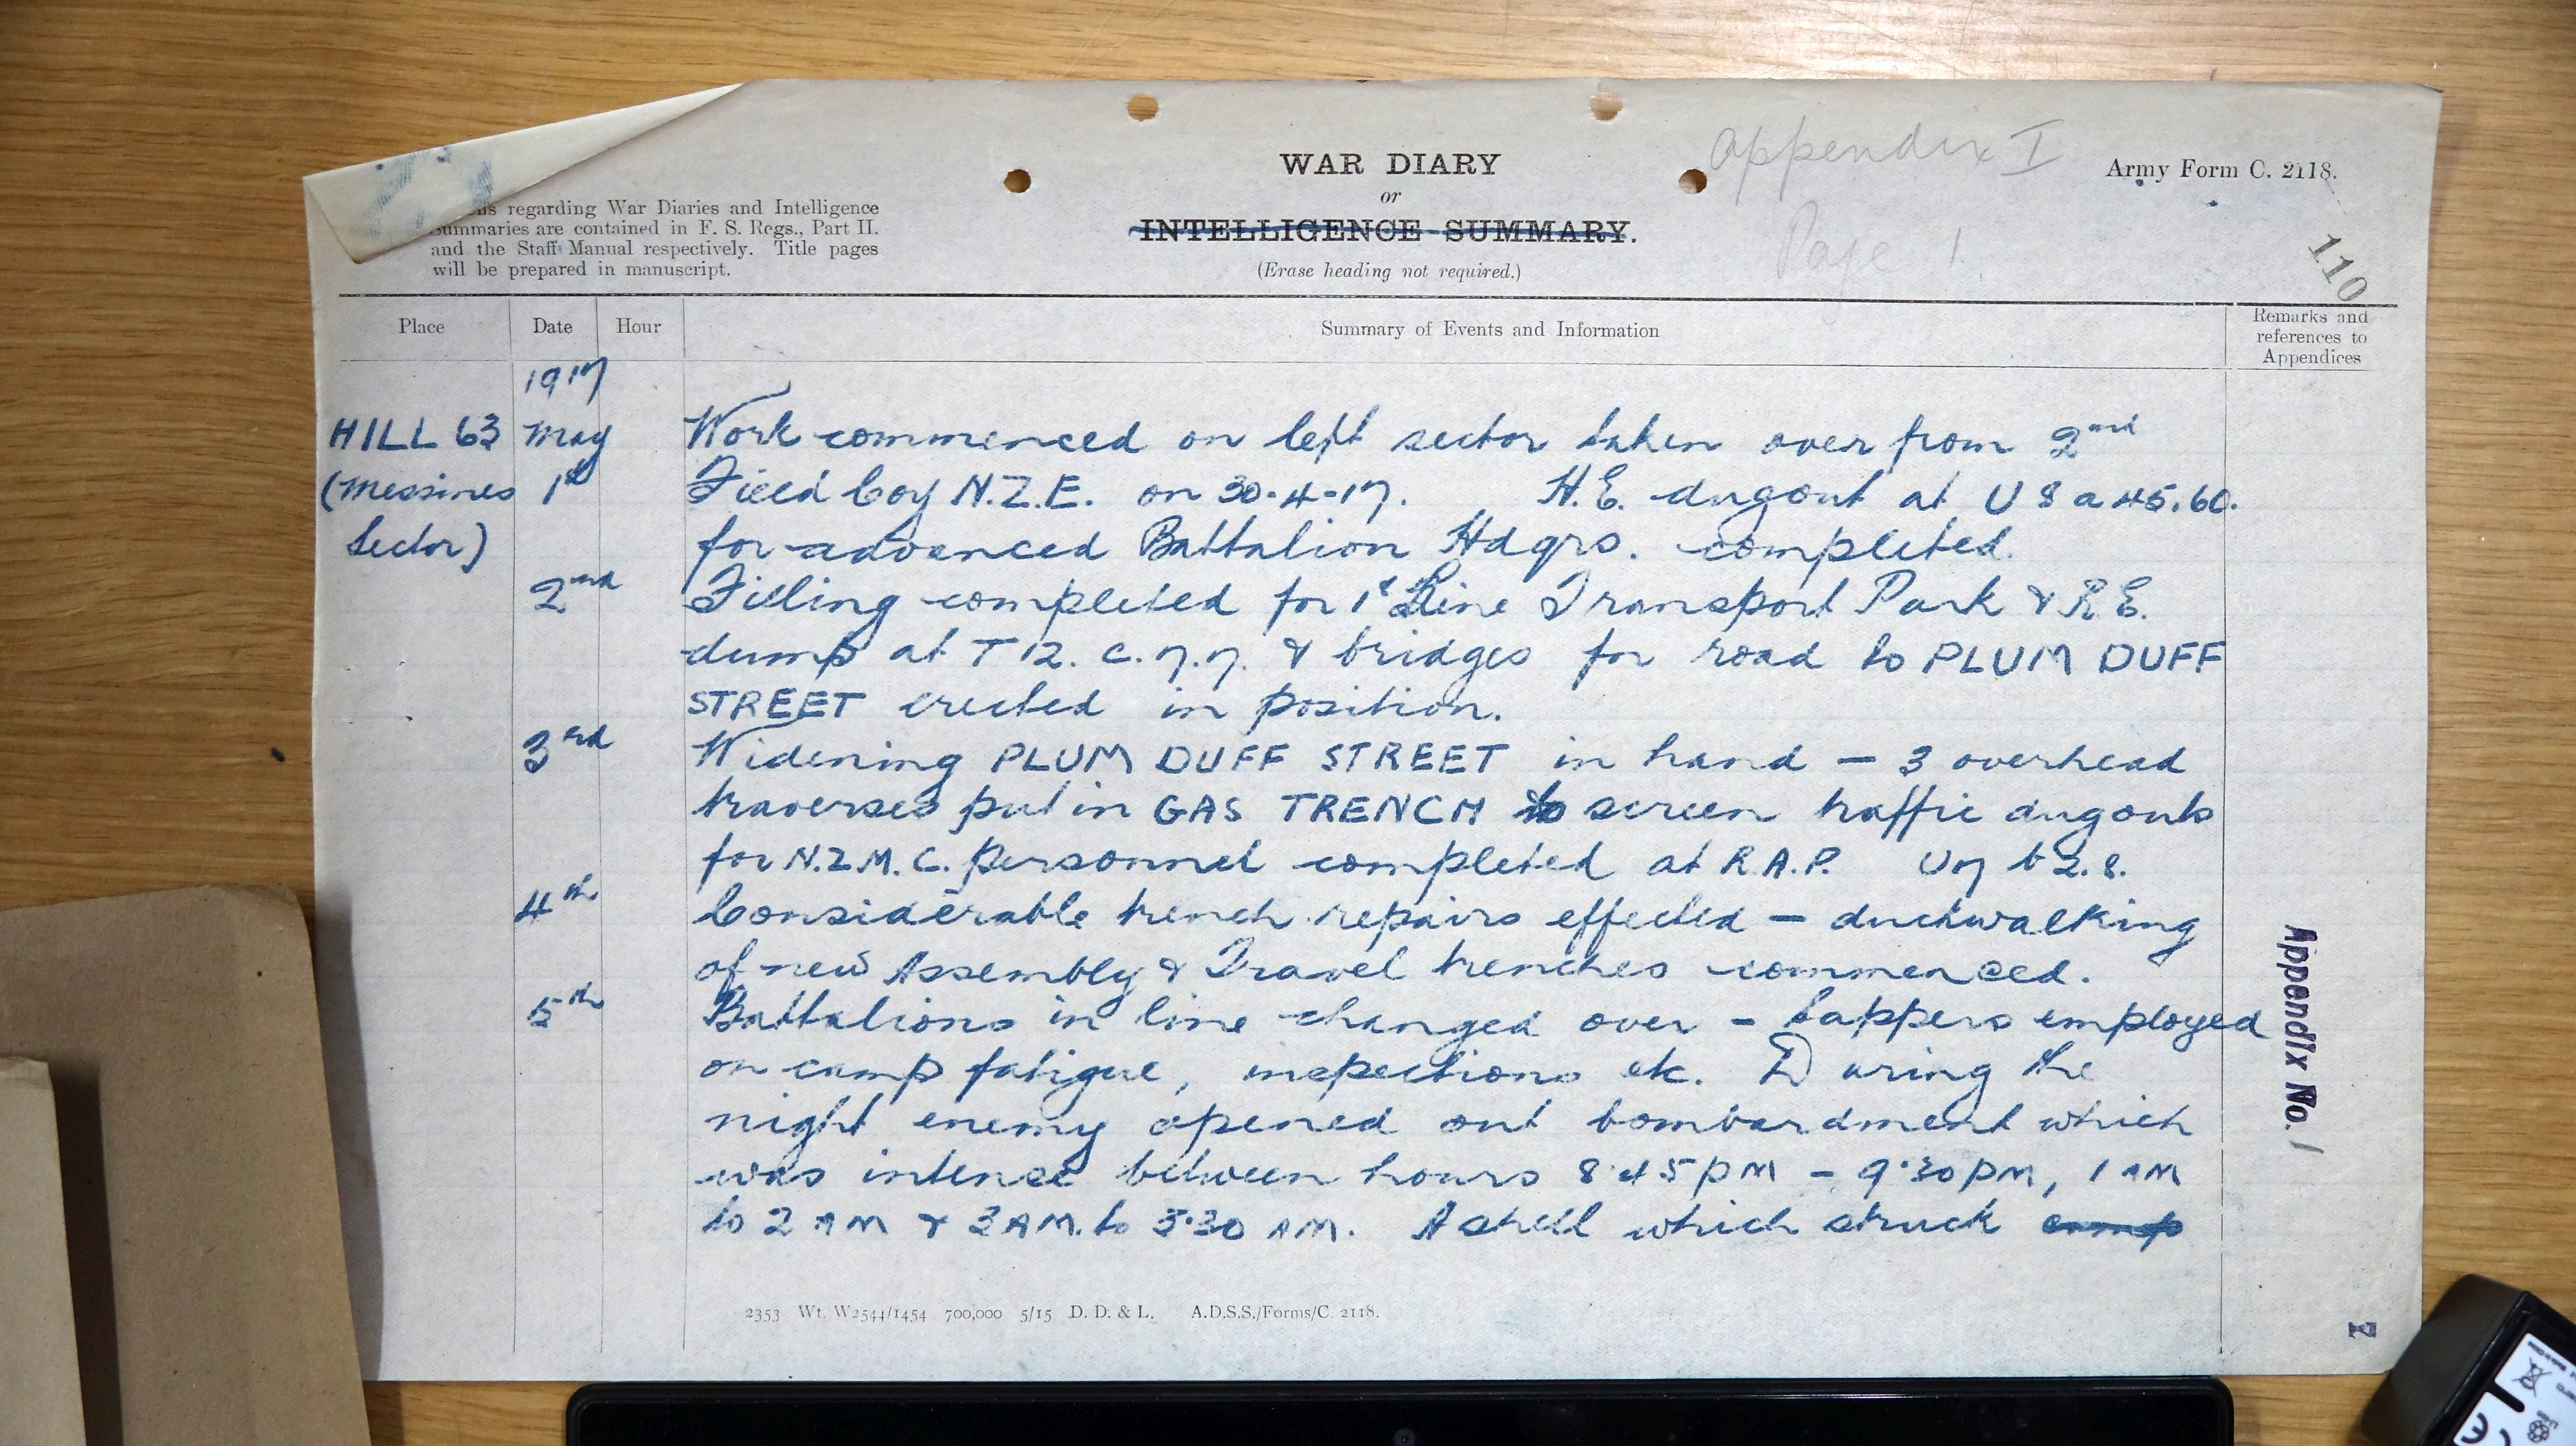 Appendix I
WAR DIARY
or
INTELLIGENCE SUMMARY.
(Erase heading not required.)
Army Form C. 2118.
Page 1.
110
regarding War Diaries and Intelligence
Summaries are contained in F. S. Regs., Part II.
and the Staff Manual respectively. Title pages
will be prepared in manuscript.
Place Date Hour Summary of Events and Information Remarks and references to Appendices
1917
HILL 63 May Work commenced on left sector taken over from 2nd
(Messines 1st Field Coy N.Z.E. on 30-4-17. H.E. dugout at U 8 a 45.60.
Sector) for advanced Battalion Hdqrs. completed.
2nd Filling completed for 1st Line Transport Park & R.E.
dump at T 12. c. 7.7. & bridges for road to PLUM DUFF
STREET erected in position.
3rd Widening PLUM DUFF STREET in hand — 3 overhead
traverses put in GAS TRENCH to screen traffic dugouts
for N.Z.M.C. personnel completed at R.A.P. U 7 b 2.8.
4th Considerable trench repairs effected — duckwalking
of new Assembly & Travel trenches commenced.
5th Battalions in line changed over - Sappers employed
on camp fatigue, inspections etc. During the
night enemy opened out bombardment which
was intense between hours 8.45 PM - 9.30 PM, 1 AM
to 2 AM & 3 AM. to 3.30 AM. A shell which struck camp
Appendix No. 1
2353 Wt. W2544/1454 700,000 5/15 D. D. & L. A.D.S.S./Forms/C. 2118.